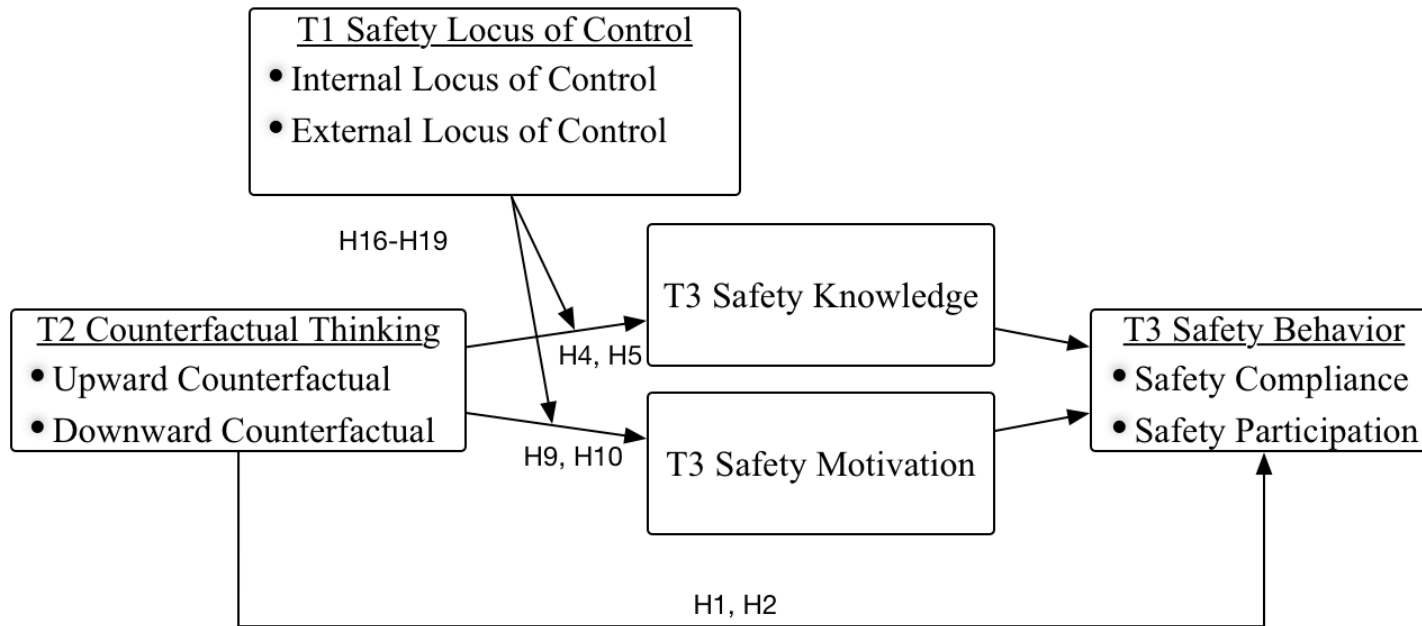 T1 Safety Locus of Control
• Internal Locus of Control
• External Locus of Control
H16-H19
T3 Safety Knowledge
T2 Counterfactual Thinking
• Upward Counterfactual
• Downward Counterfactual
H4, H5
H9, H10
T3 Safety Motivation
T3 Safety Behavior
• Safety Compliance
• Safety Participation
H1, H2